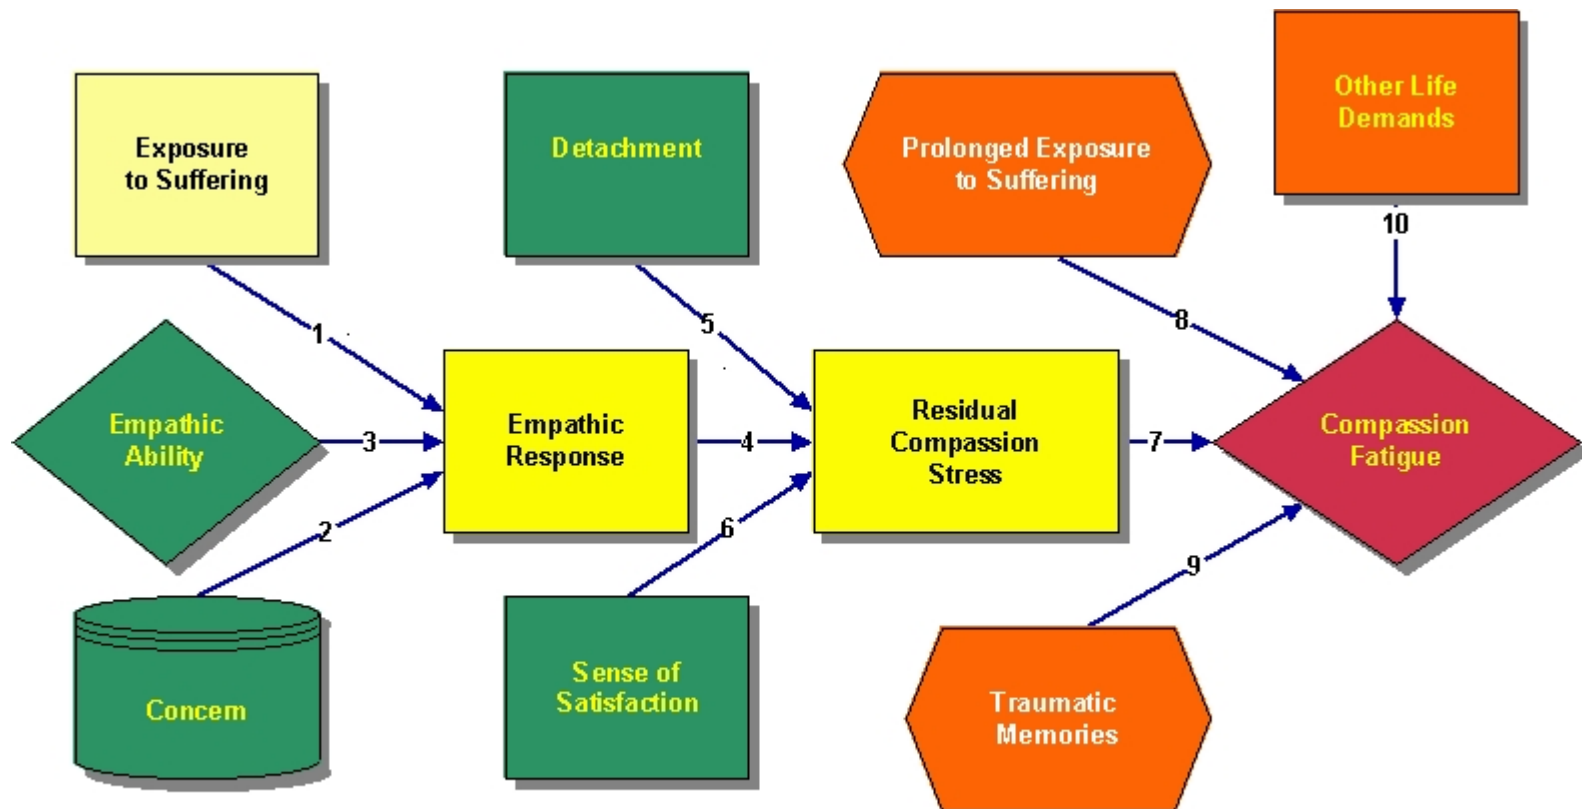 Other Life
Demands
Exposure
to Suffering
Detachment
Prolonged Exposure
to Suffering
10
1
5
8
Empathic
Ability
3
Empathic
Response
4
Residual
Compassion
Stress
7
Compassion
Fatigue
2
6
9
Concern
Sense of
Satisfaction
Traumatic
Memories